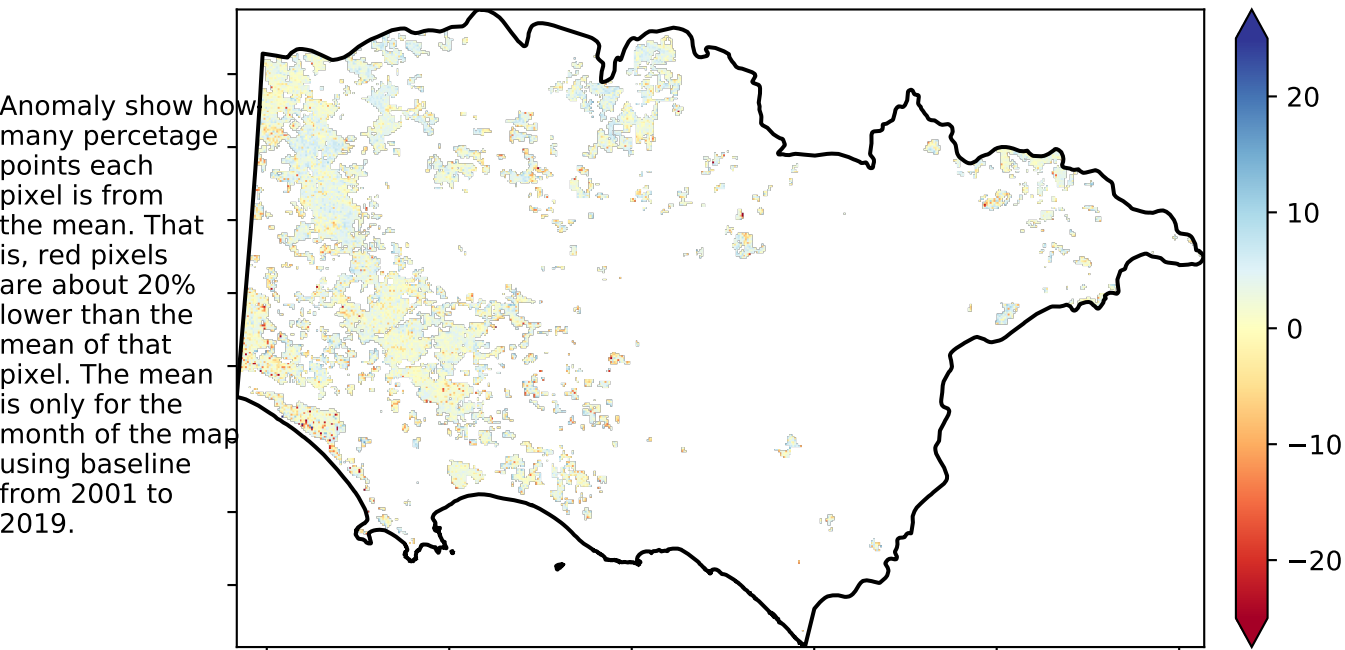 Anomaly show how
many percetage
points each
pixel is from
the mean. That
is, red pixels
are about 20%
lower than the
mean of that
pixel. The mean
is only for the
month of the map
using baseline
from 2001 to
2019.
20
10
0
−10
−20